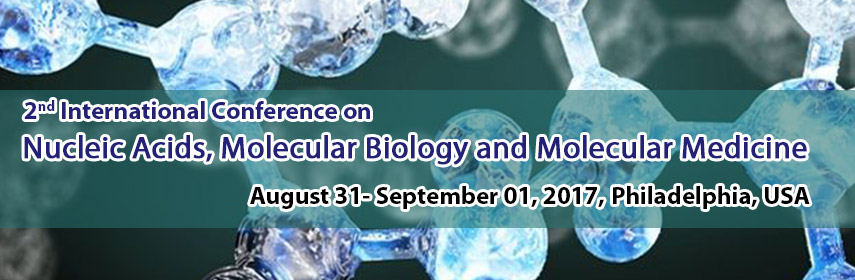 2nd International Conference on
Nucleic Acids, Molecular Biology and Molecular Medicine
August 31- September 01, 2017, Philadelphia, USA